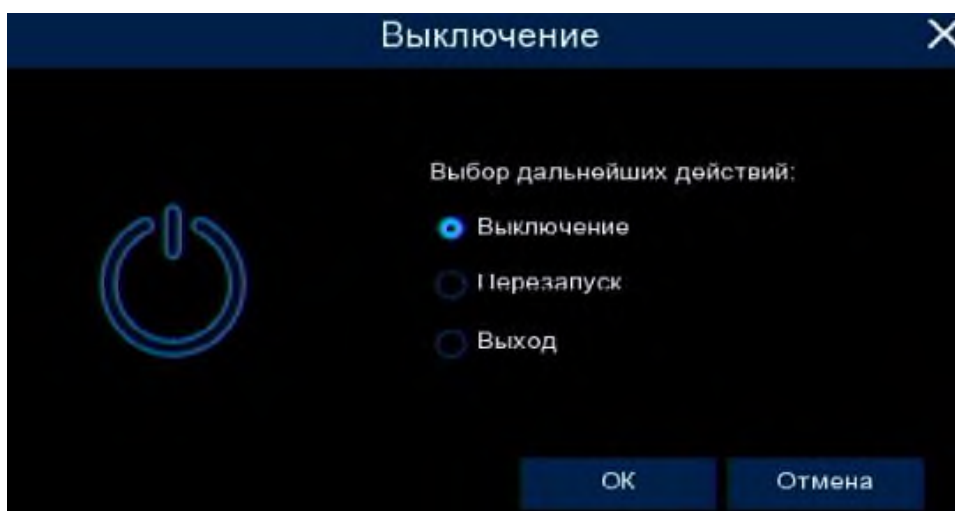 Выключение
Выбор дальнейших действий:
Выключение
Перезапуск
Выход
ОК
Отмена